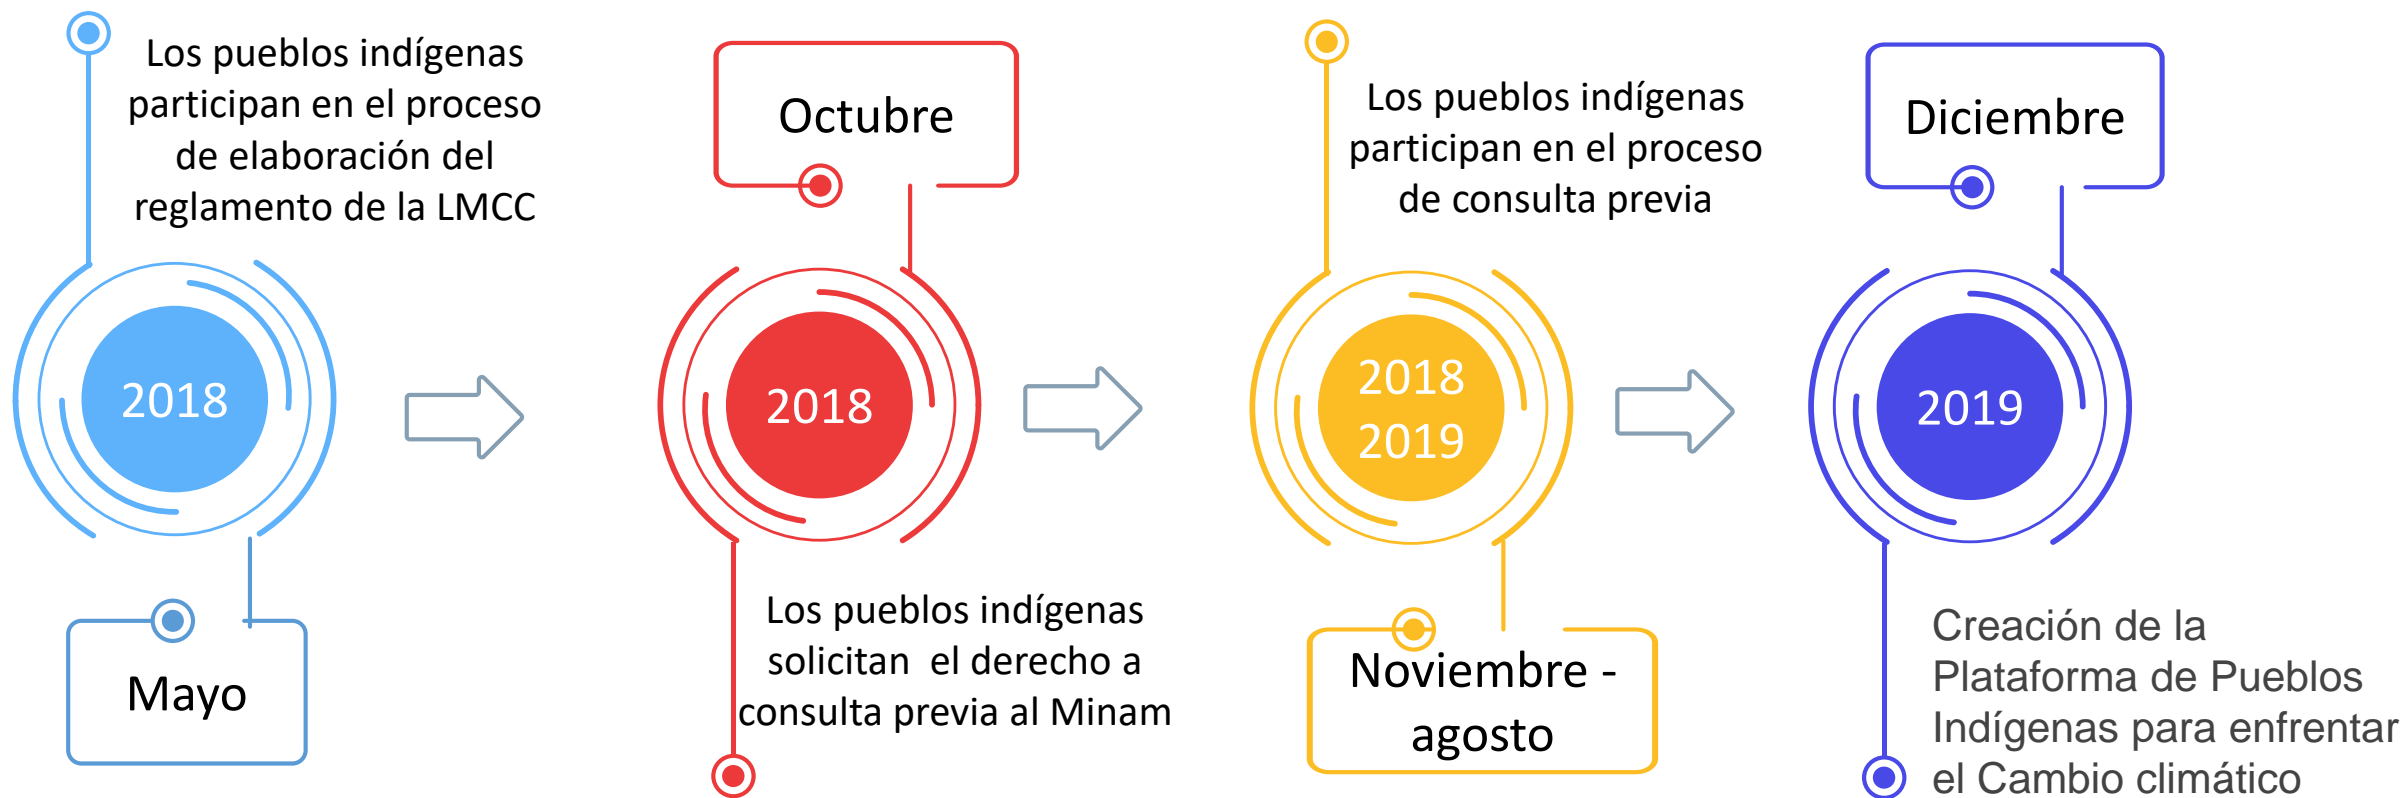 Los pueblos indígenas
participan en el proceso
de elaboración del
reglamento de la LMCC
2018
Mayo
Octubre
2018
Los pueblos indígenas
solicitan  el derecho a
consulta previa al Minam
Los pueblos indígenas
participan en el proceso
de consulta previa
2018
2019
Noviembre -
agosto
Diciembre
2019
Creación de la
Plataforma de Pueblos
Indígenas para enfrentar
el Cambio climático